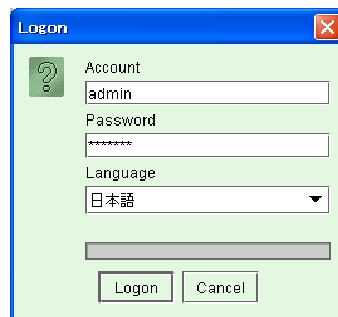 Logon
Account
admin
Password
*******
Language
日本語
Logon Cancel